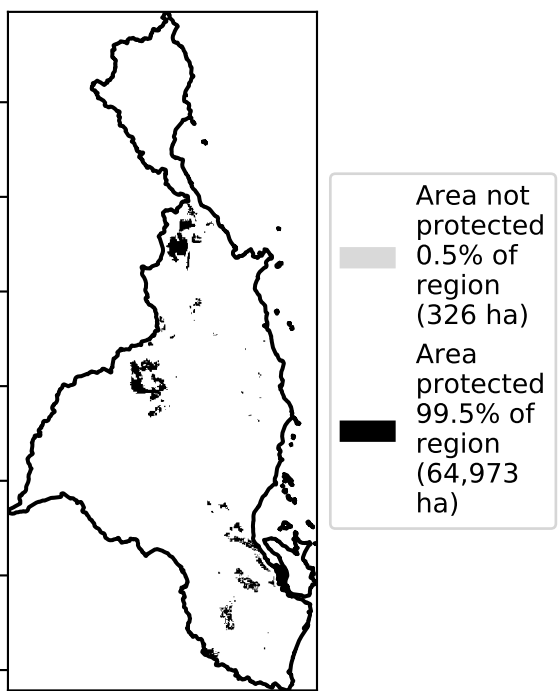 Area not
protected
0.5% of
region
(326 ha)
Area
protected
99.5% of
region
(64,973
ha)